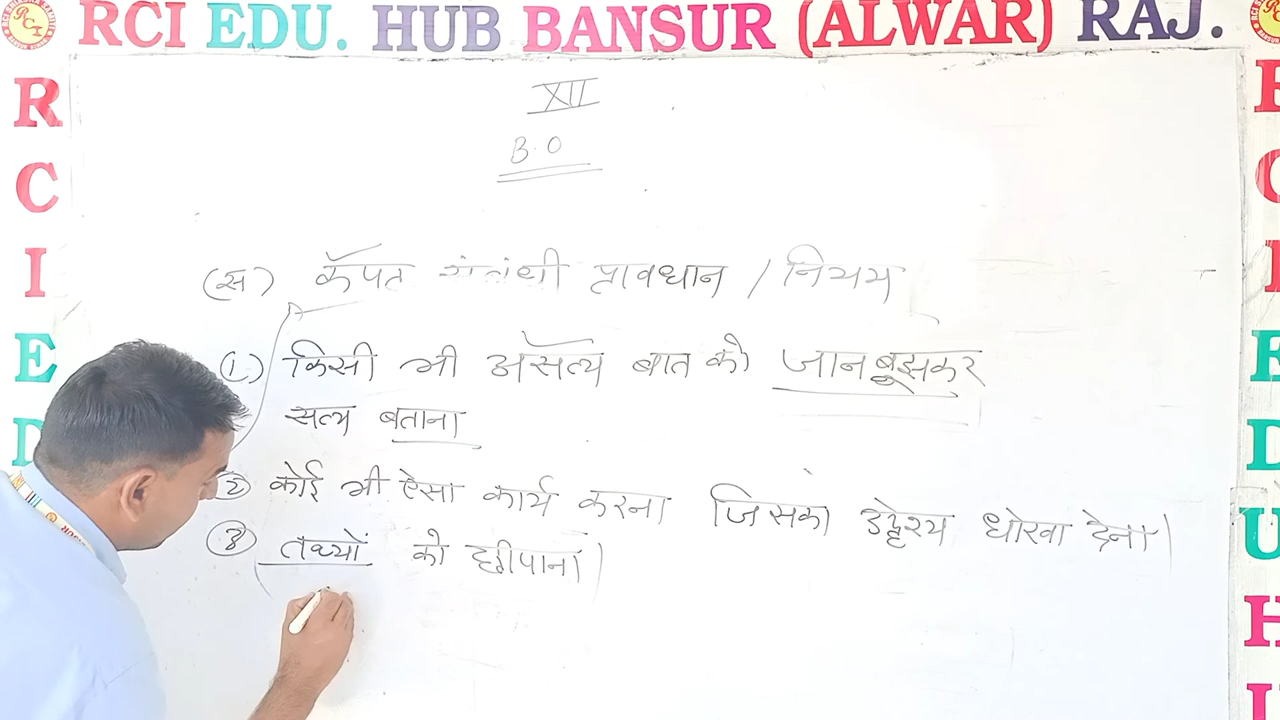 RCI EDU. HUB BANSUR (ALWAR) RAJ.
R
C
I
E
D
XII
B.O
(स) कपट संबंधी प्रावधान / नियम
(1.) किसी भी असत्य बात को जानबूझकर
सत्य बताना
(2) कोई भी ऐसा कार्य करना जिसका उद्देश्य धोखा देना|
(3) तथ्यों को छीपाना|
E
D
U
H